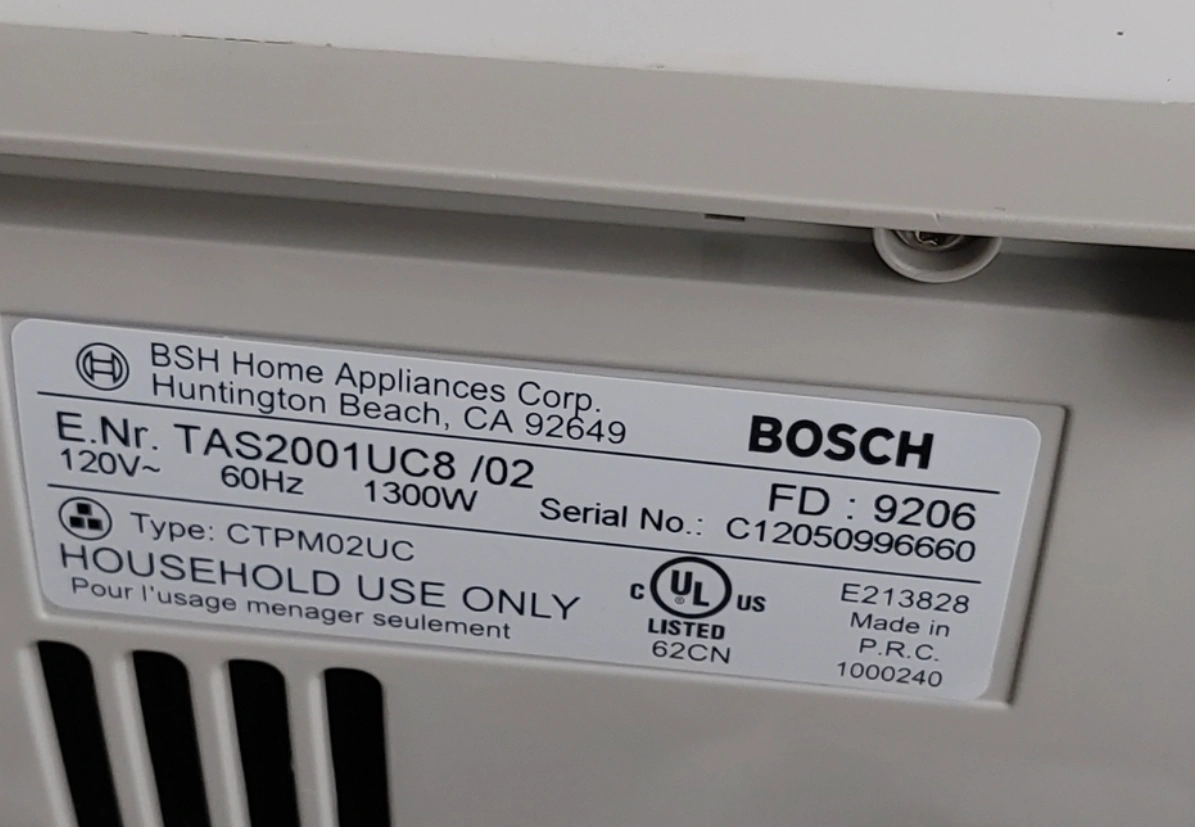 BSH Home Appliances Corp.
Huntington Beach, CA 92649
BOSCH
E.Nr. TAS2001UC8 /02
FD : 9206
120V~ 60Hz 1300W
Serial No.: C12050996660
Type: CTPM02UC
HOUSEHOLD USE ONLY
Pour l'usage menager seulement
C UL US
®
LISTED
62CN
E213828
Made in
P.R.C.
1000240